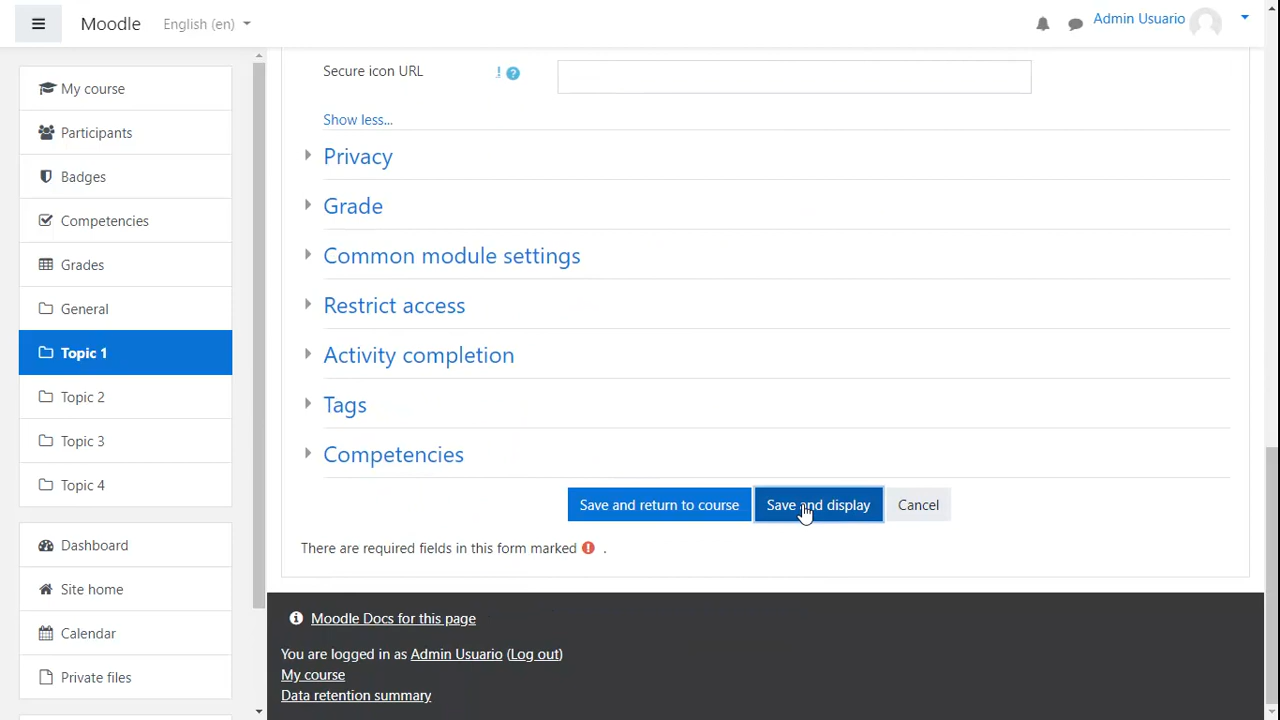 Moodle English (en) Admin Usuario
My course
Participants
Badges
Competencies
Grades
General
Topic 1
Topic 2
Topic 3
Topic 4
Dashboard
Site home
Calendar
Private files
Secure icon URL !
Show less...
Privacy
Grade
Common module settings
Restrict access
Activity completion
Tags
Competencies
Save and return to course Save and display Cancel
There are required fields in this form marked .
Moodle Docs for this page
You are logged in as Admin Usuario (Log out)
My course
Data retention summary